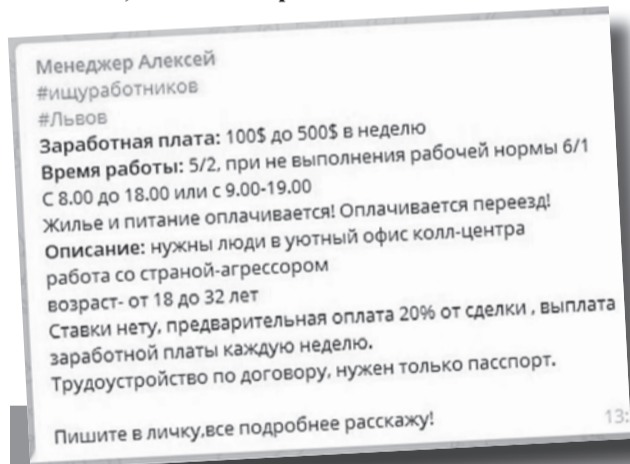 Менеджер Алексей
#ищуработников
#Львов
Заработная плата: 100$ до 500$ в неделю
Время работы: 5/2, при не выполнения рабочей нормы 6/1
С 8.00 до 18.00 или с 9.00-19.00
Жилье и питание оплачивается! Оплачивается переезд!
Описание: нужны люди в уютный офис колл-центра
работа со страной-агрессором
возраст- от 18 до 32 лет
Ставки нету, предварительная оплата 20% от сделки , выплата
заработной платы каждую неделю.
Трудоустройство по договору, нужен только пасспорт.
Пишите в личку,все подробнее расскажу!